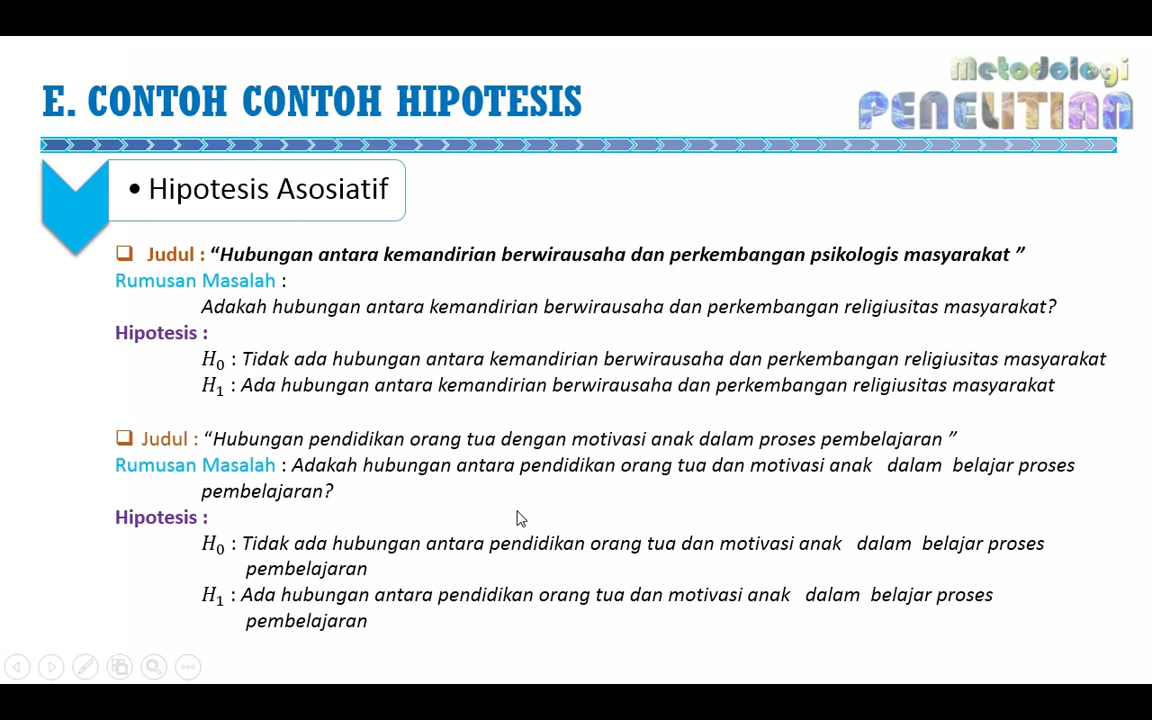 Metodologi
PENELITIAN
E. CONTOH CONTOH HIPOTESIS
• Hipotesis Asosiatif
❑ Judul : “Hubungan antara kemandirian berwirausaha dan perkembangan psikologis masyarakat ”
Rumusan Masalah :
Adakah hubungan antara kemandirian berwirausaha dan perkembangan religiusitas masyarakat?
Hipotesis :
H₀ : Tidak ada hubungan antara kemandirian berwirausaha dan perkembangan religiusitas masyarakat
H₁ : Ada hubungan antara kemandirian berwirausaha dan perkembangan religiusitas masyarakat
❑ Judul : “Hubungan pendidikan orang tua dengan motivasi anak dalam proses pembelajaran ”
Rumusan Masalah : Adakah hubungan antara pendidikan orang tua dan motivasi anak dalam belajar proses
pembelajaran?
Hipotesis :
H₀ : Tidak ada hubungan antara pendidikan orang tua dan motivasi anak dalam belajar proses
pembelajaran
H₁ : Ada hubungan antara pendidikan orang tua dan motivasi anak dalam belajar proses
pembelajaran